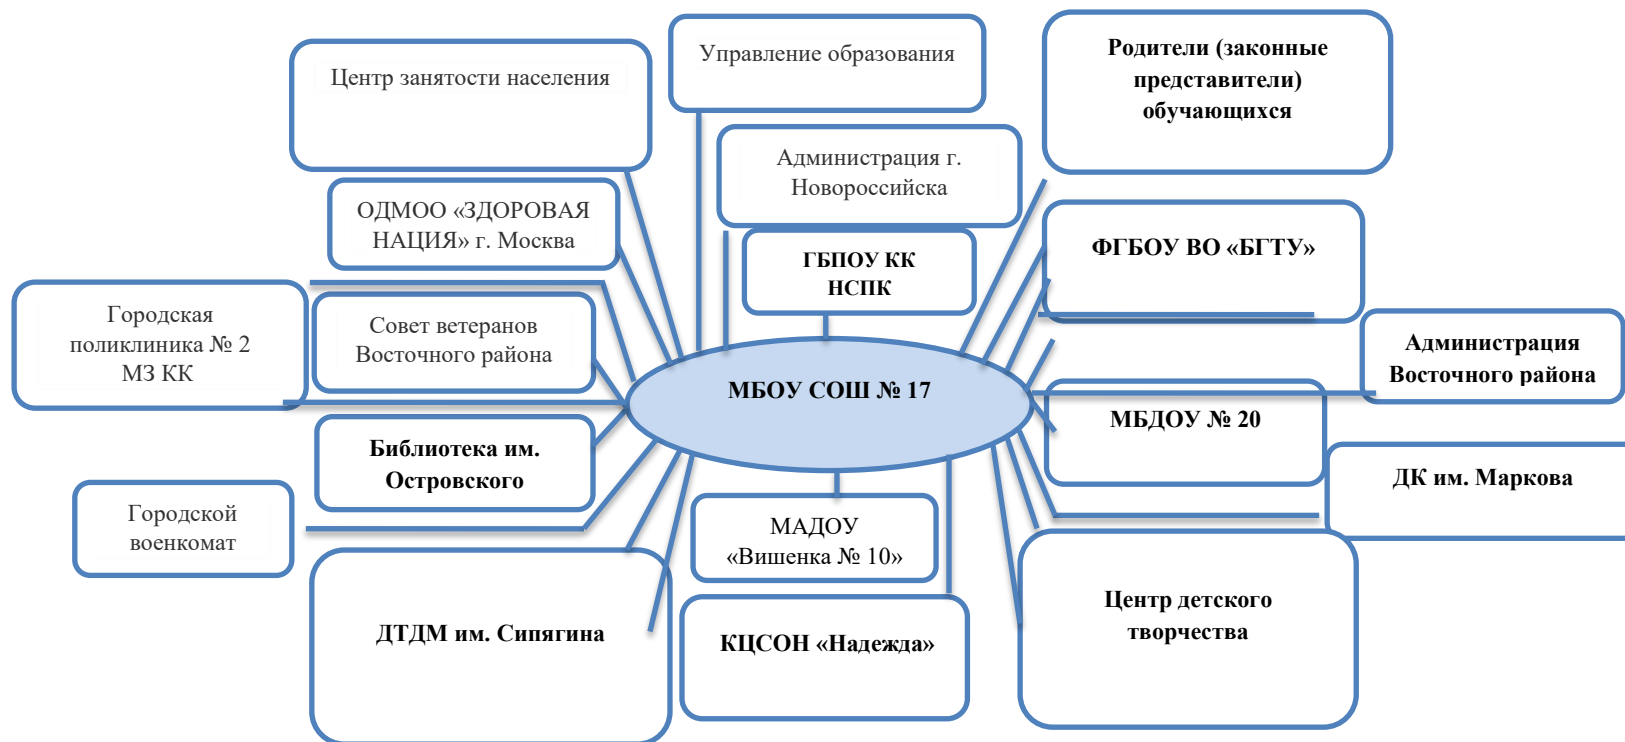 Управление образования
Родители (законные
представители)
обучающихся
Центр занятости населения
Администрация г.
Новороссийска
ОДМОО «ЗДОРОВАЯ
НАЦИЯ» г. Москва
ФГБОУ ВО «БГТУ»
ГБПОУ КК
НСПК
Городская
поликлиника № 2
МЗ КК
Совет ветеранов
Восточного района
Администрация
Восточного района
МБОУ СОШ № 17
МБДОУ № 20
Библиотека им.
Островского
ДК им. Маркова
Городской
военкомат
МАДОУ
«Вишенка № 10»
ДТДМ им. Сипягина
КЦСОН «Надежда»
Центр детского
творчества